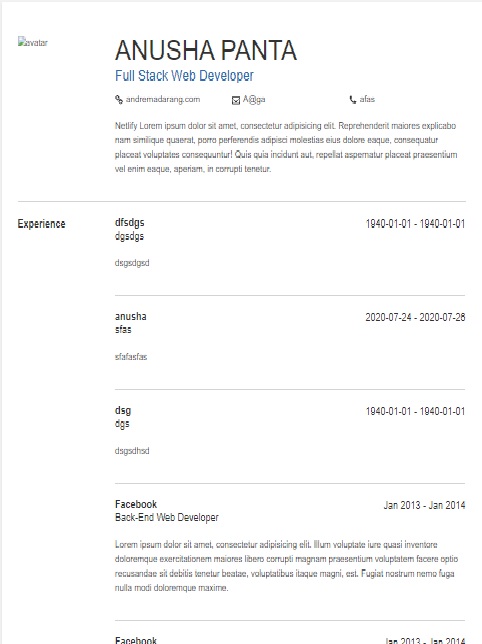 avatar
ANUSHA PANTA
Full Stack Web Developer
andremadarang.com A@ga afas
Netlify Lorem ipsum dolor sit amet, consectetur adipisicing elit. Reprehenderit maiores explicabo
nam similique quaerat, porro perferendis adipisci molestias eius dolore eaque, consequatur
placeat voluptates consequuntur! Quis quia incidunt aut, repellat aspernatur placeat praesentium
vel enim eaque, aperiam, in corrupti tenetur.
Experience
dfsdgs 1940-01-01 - 1940-01-01
dgsdgs
dsgsdgsd
anusha 2020-07-24 - 2020-07-26
sfas
sfafasfas
dsg 1940-01-01 - 1940-01-01
dgs
dsgsdhsd
Facebook Jan 2013 - Jan 2014
Back-End Web Developer
Lorem ipsum dolor sit amet, consectetur adipisicing elit. Illum voluptate iure quasi inventore
doloremque exercitationem maiores libero corrupti magnam praesentium voluptatem facere optio
recusandae sit debitis tenetur beatae, voluptatibus itaque magni, est. Fugiat nostrum nemo fuga
nulla modi doloremque maxime.
Facebook Jan 2013 - Jan 2014